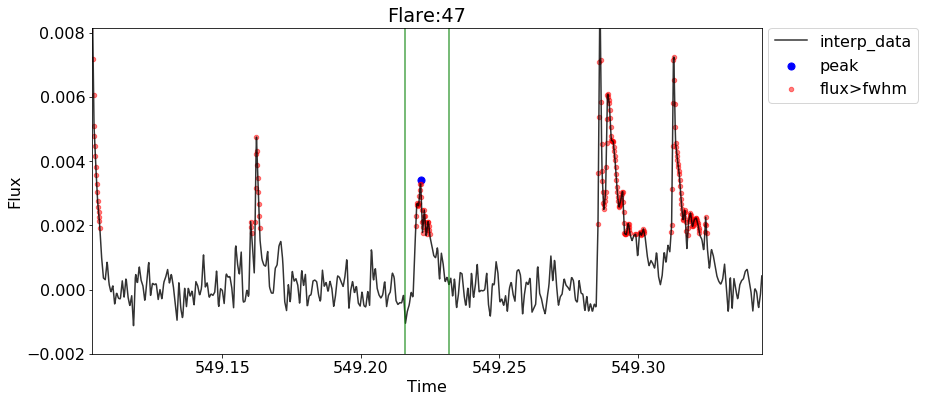 Flare:47
0.008
0.006
0.004
0.002
0.000
−0.002
Flux
549.15
549.20
549.25
549.30
Time
interp_data
peak
flux>fwhm